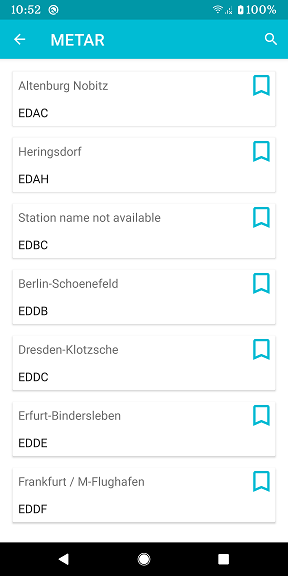 10:52 100%
METAR
Altenburg Nobitz
EDAC
Heringsdorf
EDAH
Station name not available
EDBC
Berlin-Schoenefeld
EDDB
Dresden-Klotzsche
EDDC
Erfurt-Bindersleben
EDDE
Frankfurt / M-Flughafen
EDDF